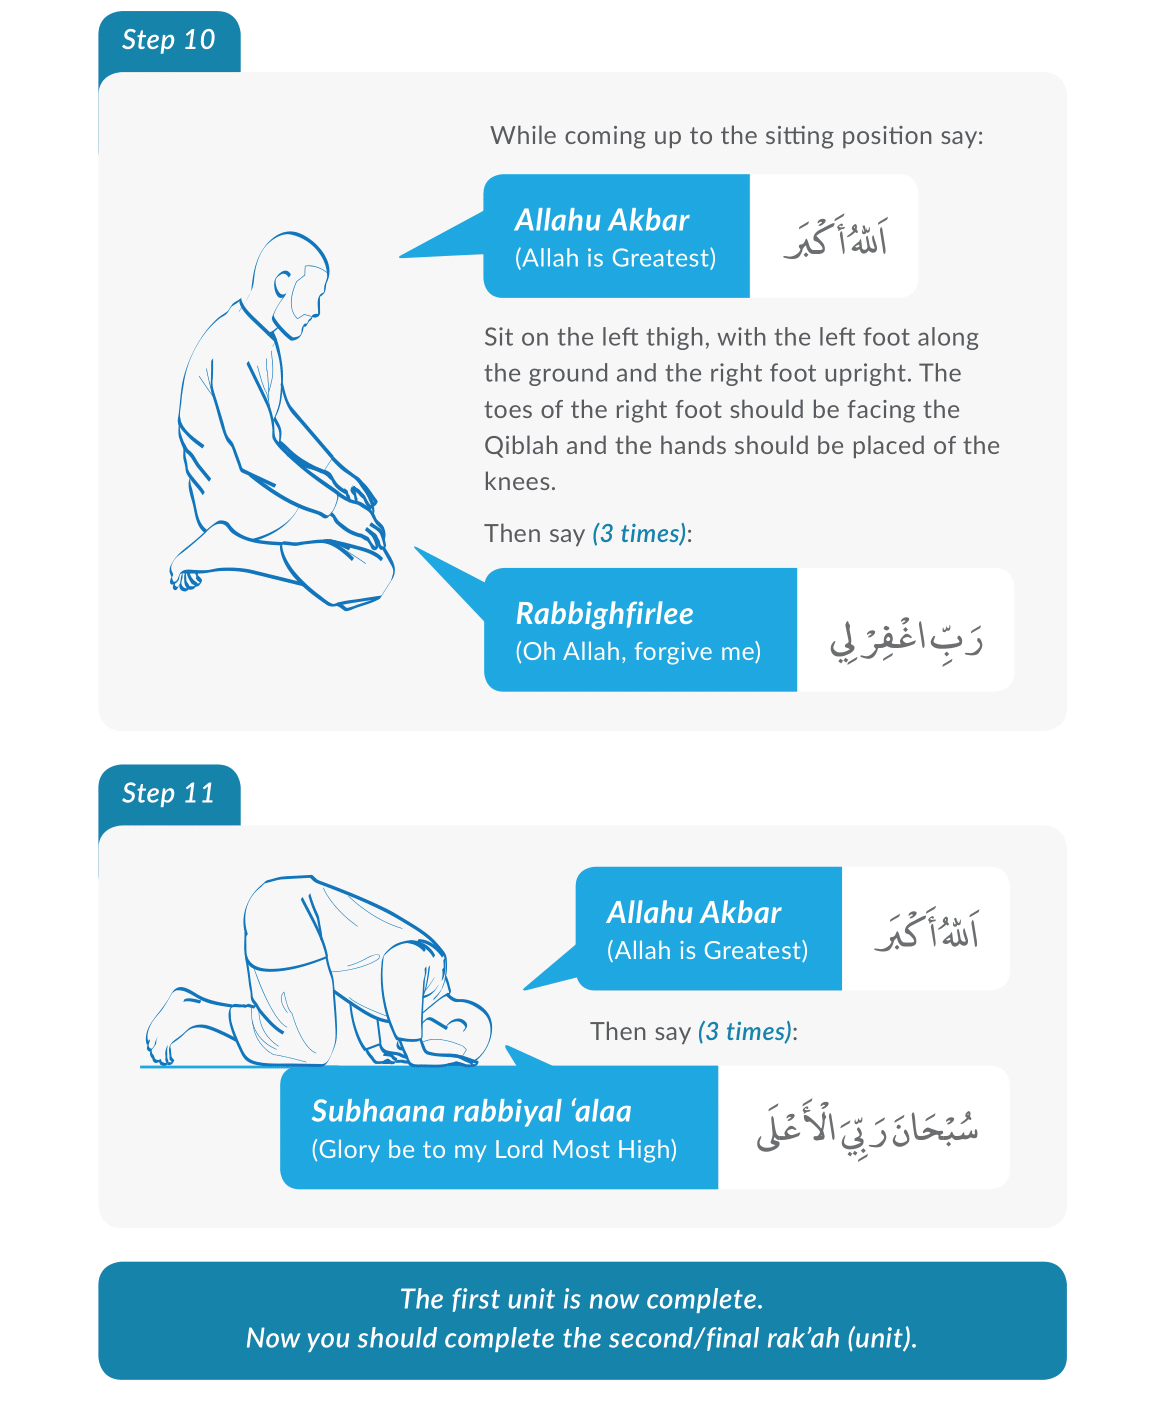 Step 10
While coming up to the sitting position say:
Allahu Akbar
(Allah is Greatest)
اَللّٰهُ أَكْبَر
Sit on the left thigh, with the left foot along
the ground and the right foot upright. The
toes of the right foot should be facing the
Qiblah and the hands should be placed of the
knees.
Then say (3 times):
Rabbighfirlee
(Oh Allah, forgive me)
رَبِّ اغْفِرْ لِي
Step 11
Allahu Akbar
(Allah is Greatest)
اَللّٰهُ أَكْبَر
Then say (3 times):
Subhaana rabbiyal ‘alaa
(Glory be to my Lord Most High)
سُبْحَانَ رَبِّيَ الْأَعْلَى
The first unit is now complete.
Now you should complete the second/final rak’ah (unit).